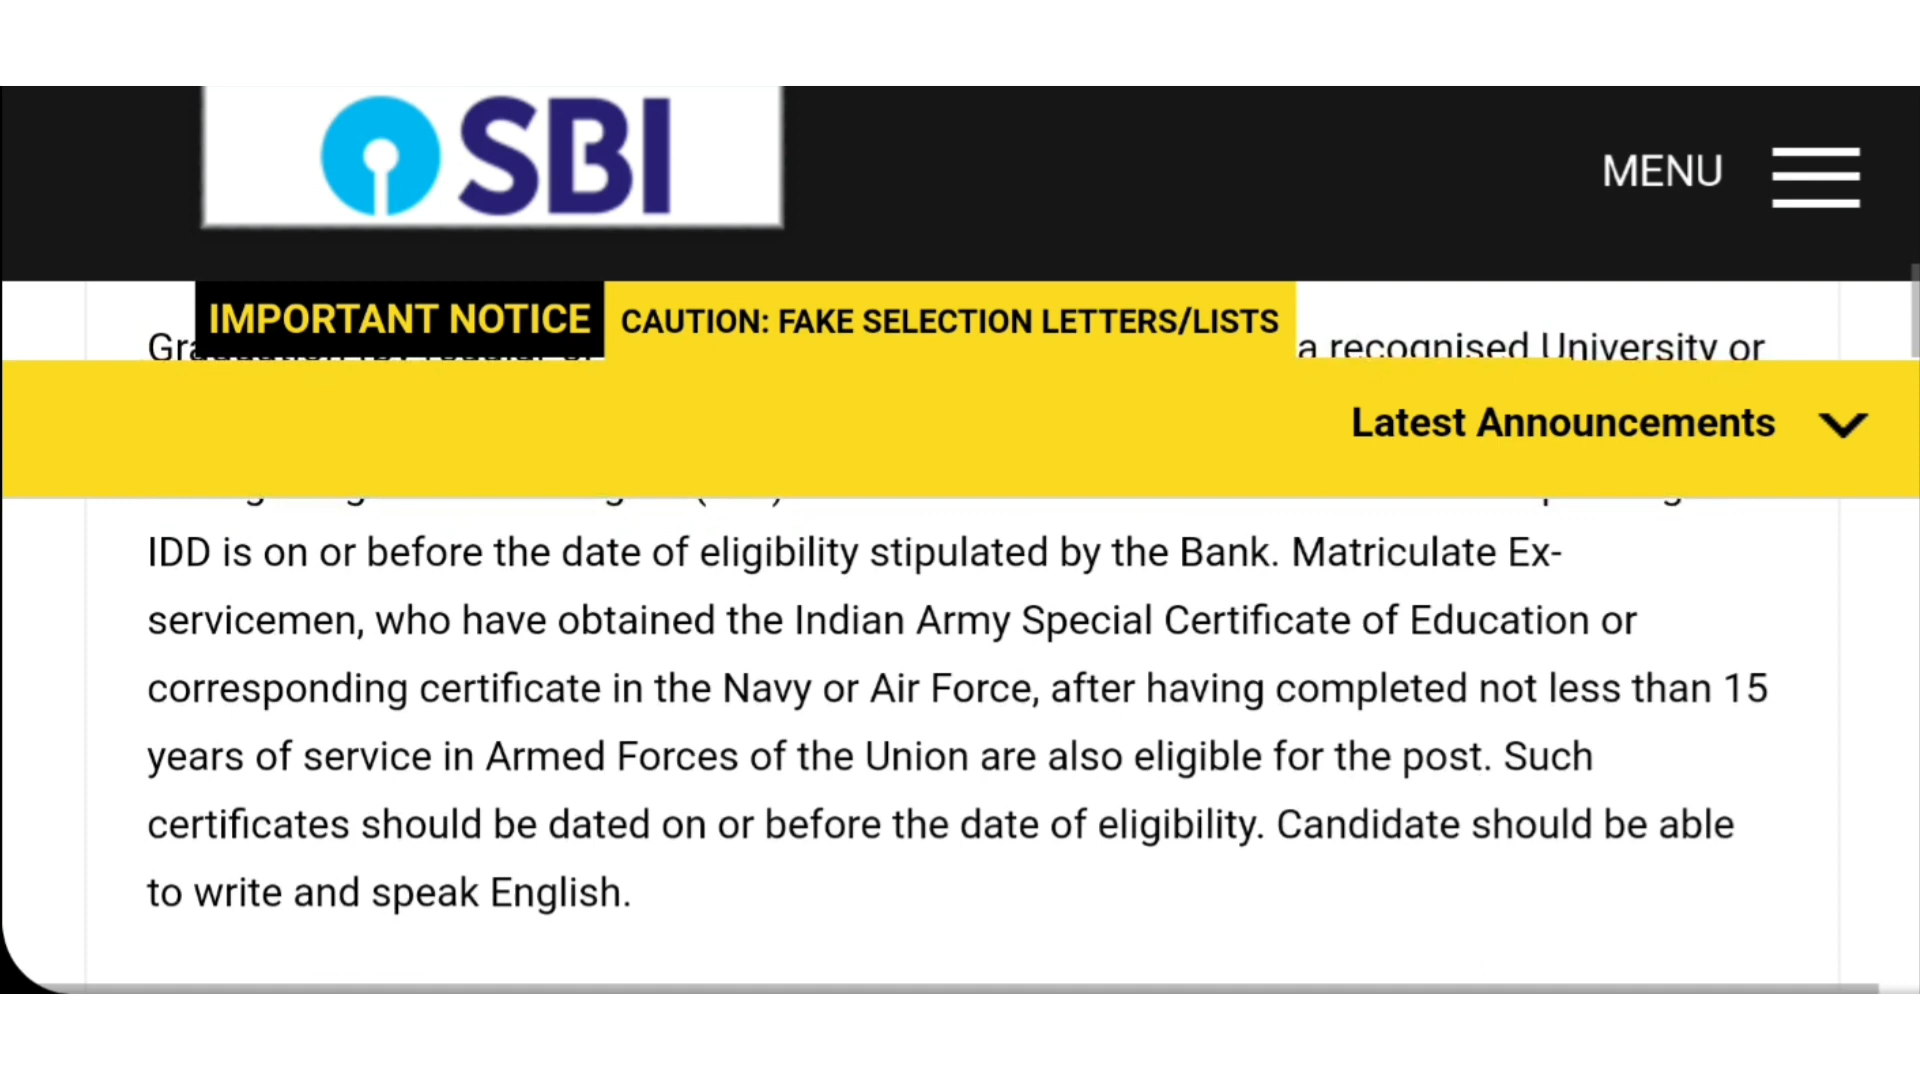 SBI
MENU
IMPORTANT NOTICE
CAUTION: FAKE SELECTION LETTERS/LISTS
a recognised University or
Latest Announcements
IDD is on or before the date of eligibility stipulated by the Bank. Matriculate Ex-
servicemen, who have obtained the Indian Army Special Certificate of Education or
corresponding certificate in the Navy or Air Force, after having completed not less than 15
years of service in Armed Forces of the Union are also eligible for the post. Such
certificates should be dated on or before the date of eligibility. Candidate should be able
to write and speak English.